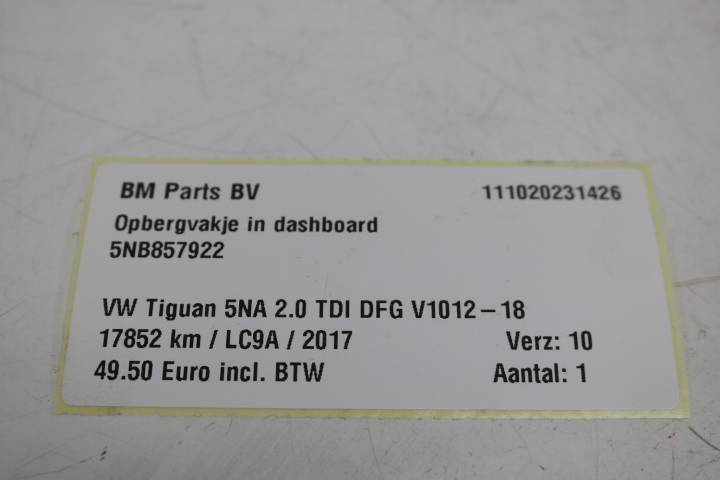 BM Parts BV 111020231426
Opbergvakje in dashboard
5NB857922
VW Tiguan 5NA 2.0 TDI DFG V1012-18
17852 km / LC9A / 2017 Verz: 10
49.50 Euro incl. BTW Aantal: 1